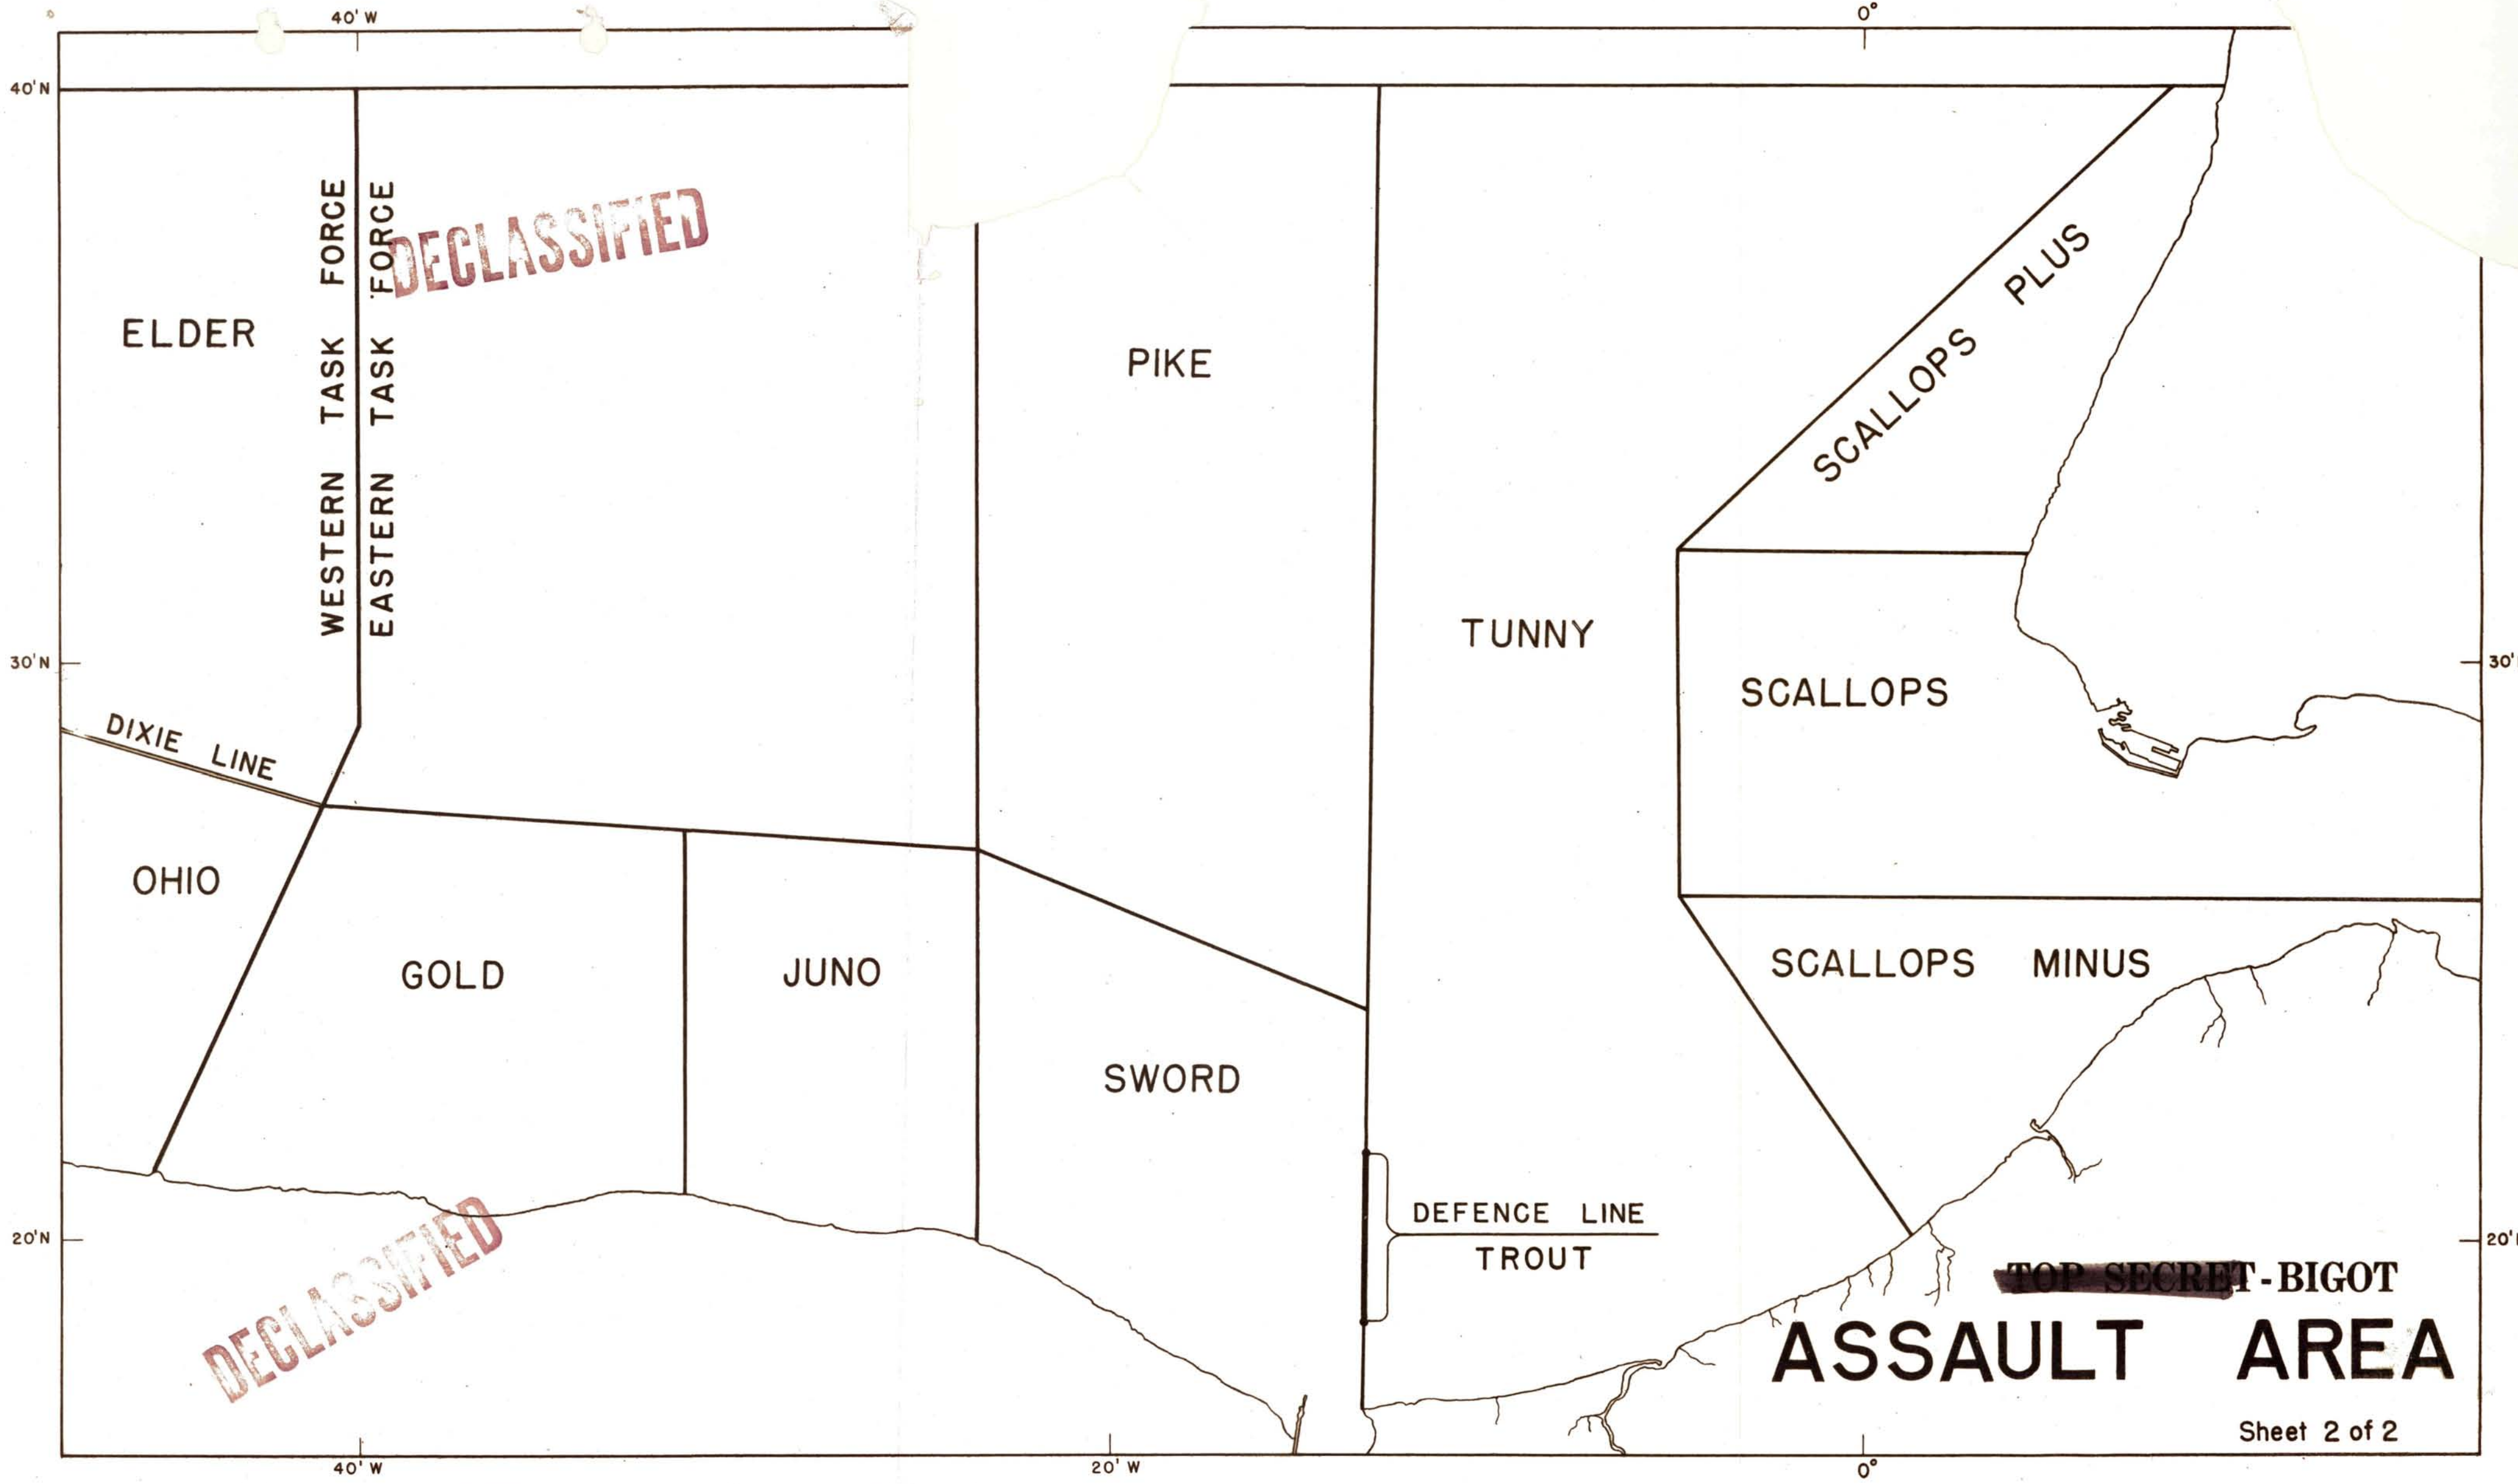 40' W
0°
40' N
WESTERN TASK FORCE
EASTERN TASK FORCE
DECLASSIFIED
ELDER
PIKE
SCALLOPS PLUS
TUNNY
30' N
30'
SCALLOPS
DIXIE LINE
OHIO
GOLD
JUNO
SCALLOPS MINUS
SWORD
DEFENCE LINE
TROUT
20' N
20'
DECLASSIFIED
TOP SECRET-BIGOT
ASSAULT AREA
Sheet 2 of 2
40' W
20' W
0°